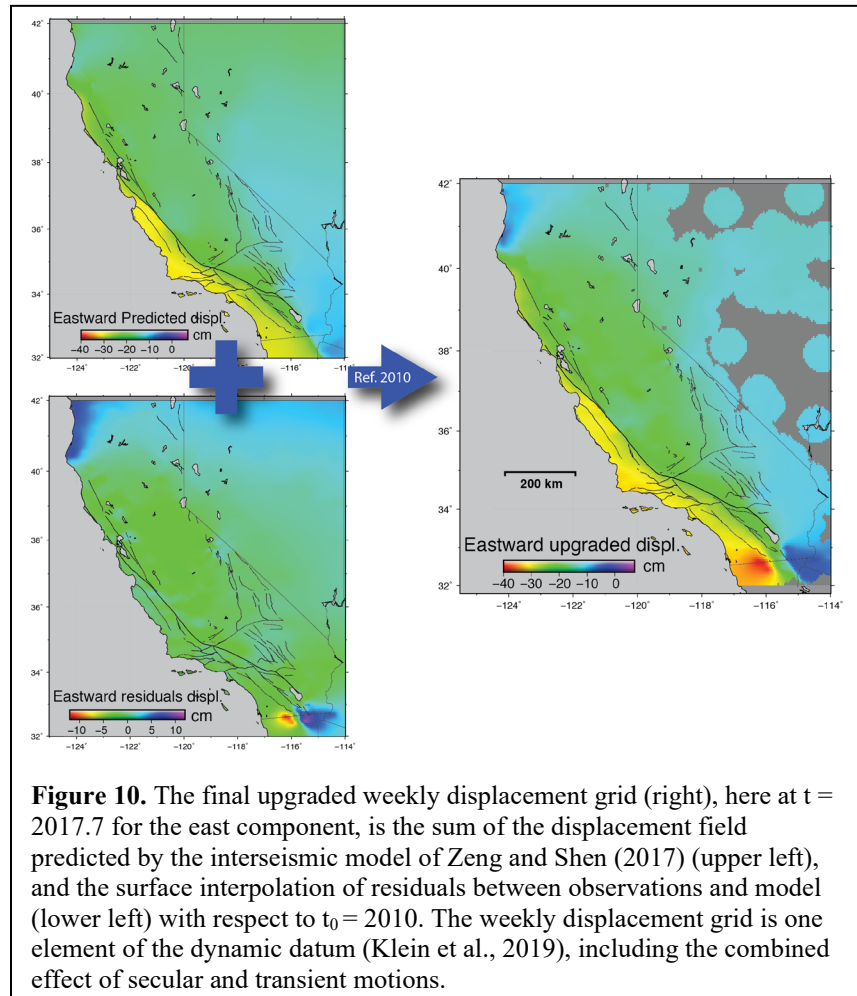 42°
40°
38°
36°
34°
32°
Eastward Predicted displ.
cm
−40 −30 −20 −10 0
−124° −122° −120° −118° −116° −114°
42°
40°
38°
36°
34°
32°
Eastward residuals displ.
cm
−10 −5 0 5 10
−124° −122° −120° −118° −116° −114°
Ref. 2010
42°
40°
38°
36°
34°
32°
200 km
Eastward upgraded displ.
cm
−40 −30 −20 −10 0
−124° −122° −120° −118° −116° −114°
Figure 10. The final upgraded weekly displacement grid (right), here at t =
2017.7 for the east component, is the sum of the displacement field
predicted by the interseismic model of Zeng and Shen (2017) (upper left),
and the surface interpolation of residuals between observations and model
(lower left) with respect to t₀ = 2010. The weekly displacement grid is one
element of the dynamic datum (Klein et al., 2019), including the combined
effect of secular and transient motions.